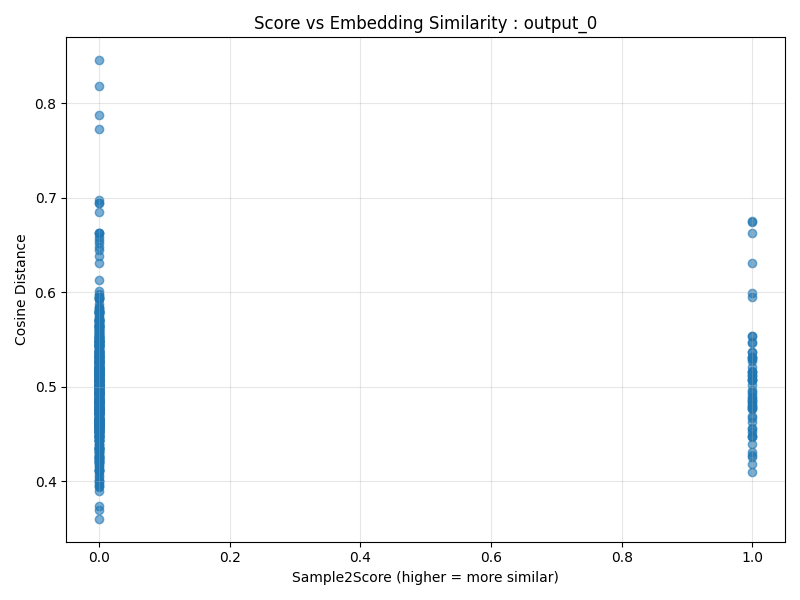 Score vs Embedding Similarity : output_0
0.8
0.7
0.6
0.5
0.4
Cosine Distance
0.0 0.2 0.4 0.6 0.8 1.0
Sample2Score (higher = more similar)